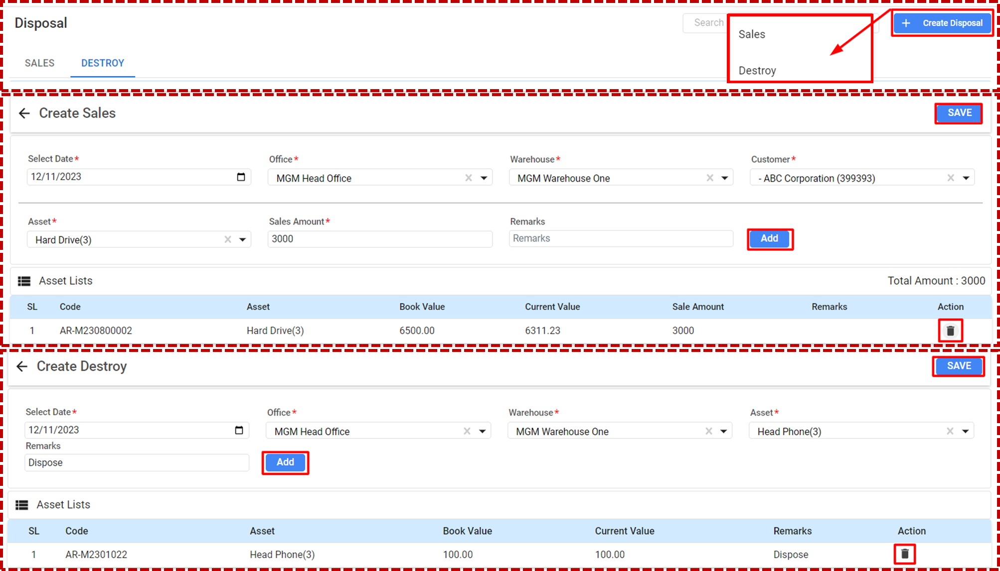 Disposal
Search
Sales
Destroy
+ Create Disposal
SALES
DESTROY
Create Sales
SAVE
Select Date*
Office*
Warehouse*
Customer*
12/11/2023
MGM Head Office
MGM Warehouse One
- ABC Corporation (399393)
Asset*
Sales Amount*
Remarks
Hard Drive(3)
3000
Remarks
Add
Asset Lists
Total Amount : 3000
SL Code Asset Book Value Current Value Sale Amount Remarks Action
1 AR-M230800002 Hard Drive(3) 6500.00 6311.23 3000
Create Destroy
SAVE
Select Date*
Office*
Warehouse*
Asset*
12/11/2023
MGM Head Office
MGM Warehouse One
Head Phone(3)
Remarks
Dispose
Add
Asset Lists
SL Code Asset Book Value Current Value Remarks Action
1 AR-M2301022 Head Phone(3) 100.00 100.00 Dispose